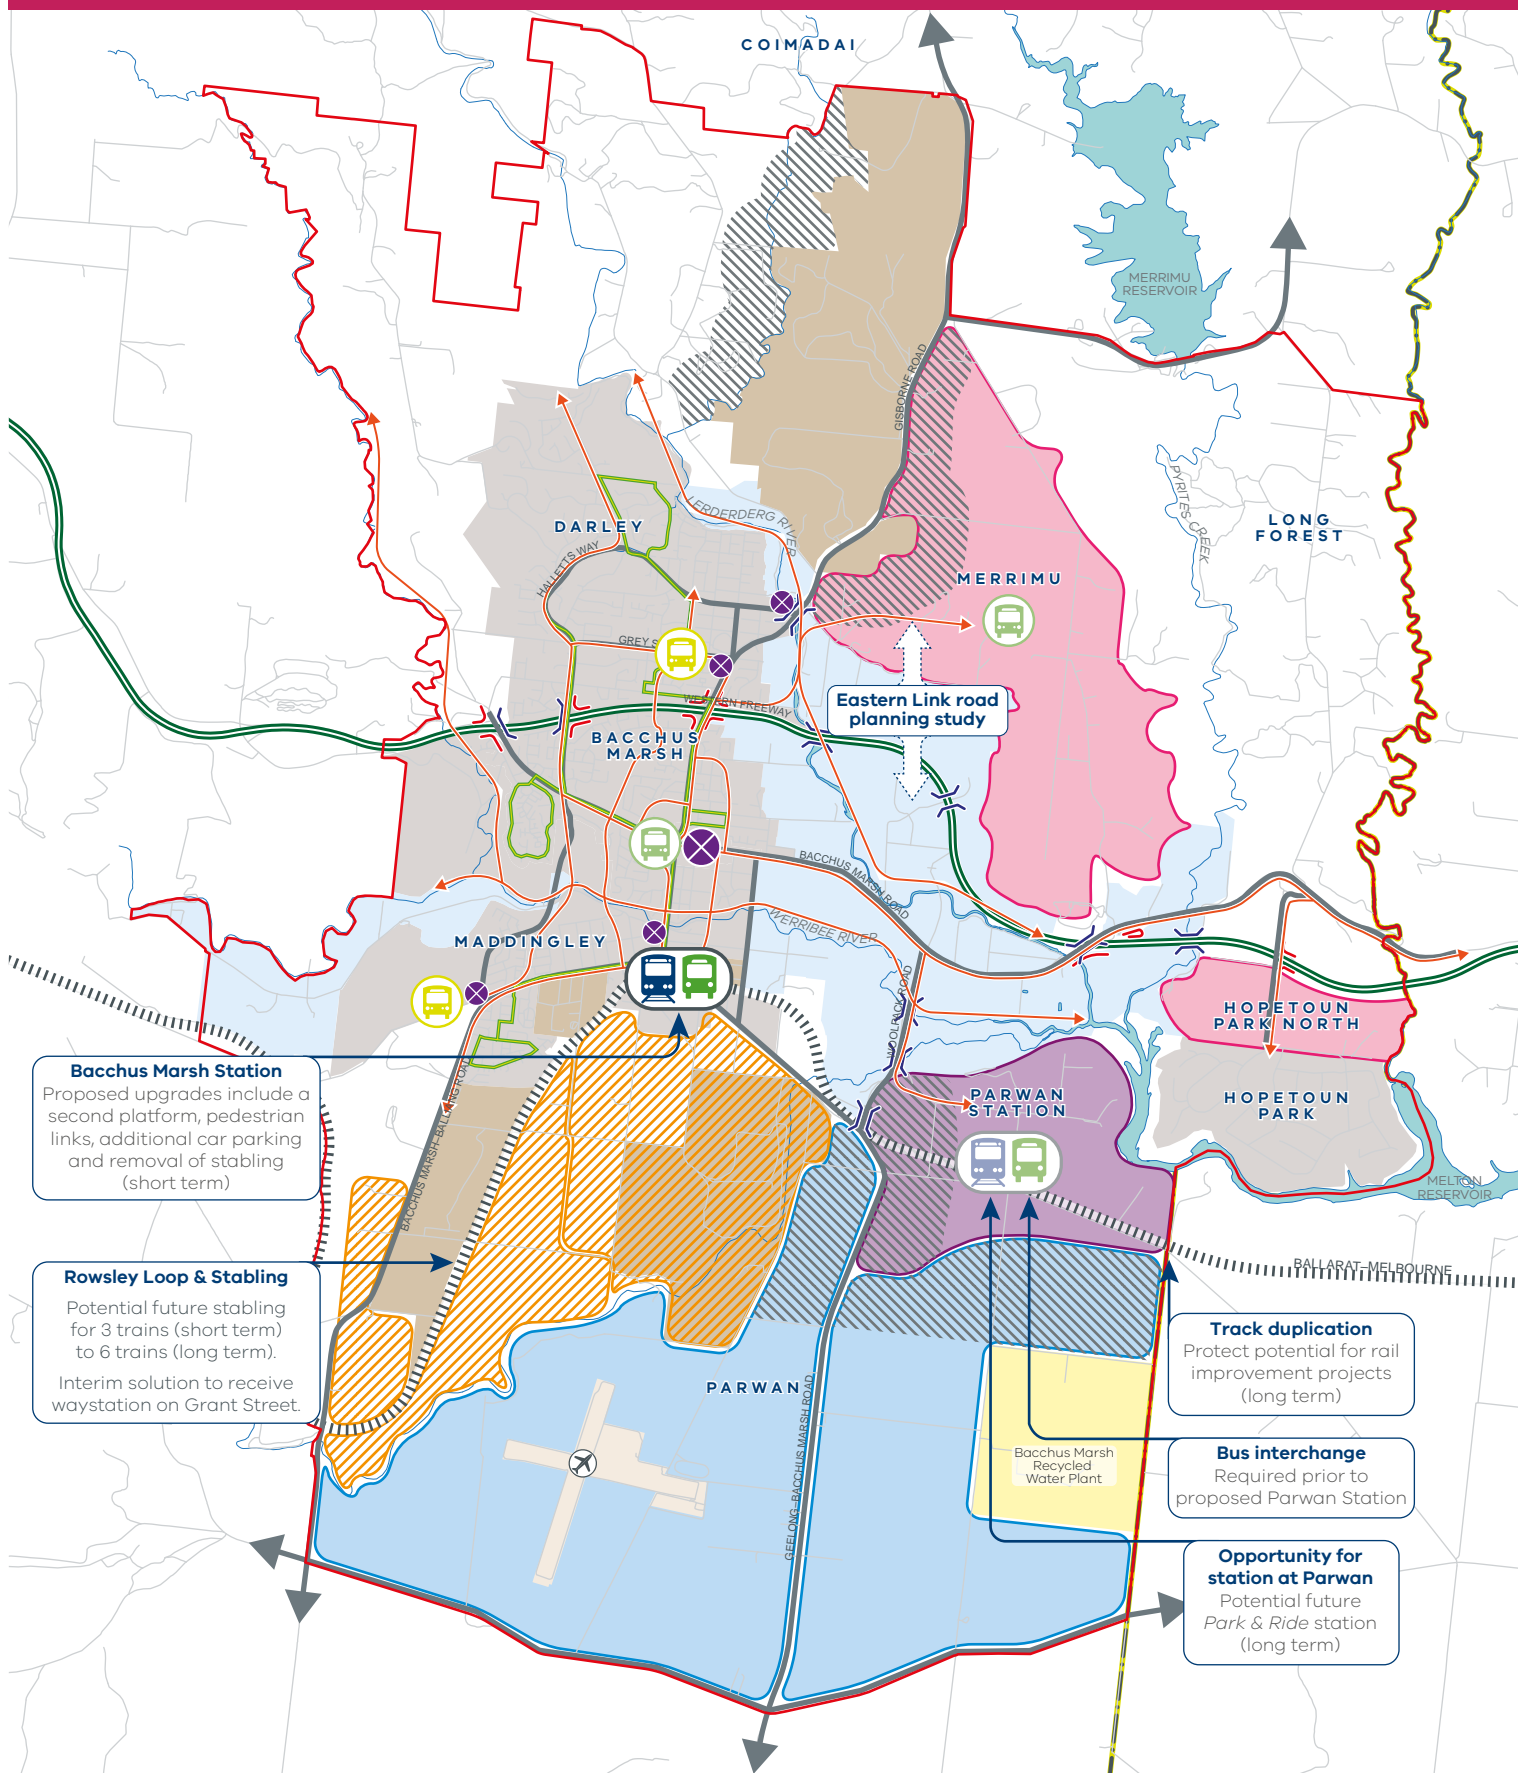 COIMADAI
MERRIMU
RESERVOIR
GISBORNE ROAD
PYRITES CREEK
LONG
FOREST
LERDERDERG RIVER
DARLEY
HALLETTS WAY
MERRIMU
GREY S
WESTERN FREEWAY
Eastern Link road
planning study
BACCHUS
MARSH
BACCHUS MARSH ROAD
WERRIBEE RIVER
MADDINGLEY
WOOLPACK ROAD
HOPETOUN
PARK NORTH
Bacchus Marsh Station
Proposed upgrades include a
second platform, pedestrian
links, additional car parking
and removal of stabling
(short term)
BACCHUS MARSH-BALLIANG ROAD
PARWAN
STATION
HOPETOUN
PARK
MELTON
RESERVOIR
Rowsley Loop & Stabling
Potential future stabling
for 3 trains (short term)
to 6 trains (long term).
Interim solution to receive
waystation on Grant Street.
BALLARAT-MELBOURNE
Track duplication
Protect potential for rail
improvement projects
(long term)
PARWAN
GEELONG-BACCHUS MARSH ROAD
Bacchus Marsh
Recycled
Water Plant
Bus interchange
Required prior to
proposed Parwan Station
Opportunity for
station at Parwan
Potential future
Park & Ride station
(long term)